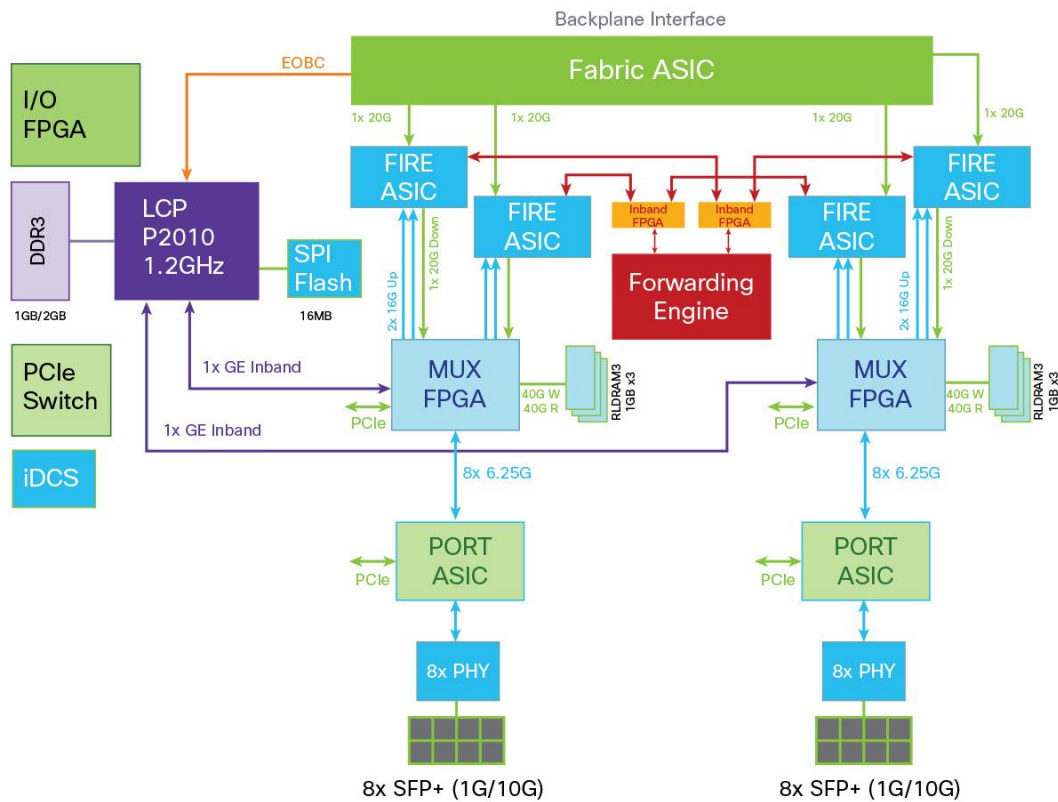 Backplane Interface
Fabric ASIC
EOBC
I/O
FPGA
1x 20G
1x 20G
1x 20G
1x 20G
FIRE
ASIC
FIRE
ASIC
FIRE
ASIC
FIRE
ASIC
Inband
FPGA
Inband
FPGA
DDR3
1GB/2GB
LCP
P2010
1.2GHz
SPI
Flash
16MB
2x 16G Up
1x 20G Down
Forwarding
Engine
2x 16G Up
1x 20G Down
PCIe
Switch
1x GE Inband
MUX
FPGA
40G W
40G R
RLDRAM3
1GB x3
PCIe
MUX
FPGA
40G W
40G R
RLDRAM3
1GB x3
PCIe
1x GE Inband
iDCS
8x 6.25G
8x 6.25G
PORT
ASIC
PCIe
PORT
ASIC
PCIe
8x PHY
8x PHY
8x SFP+ (1G/10G)
8x SFP+ (1G/10G)